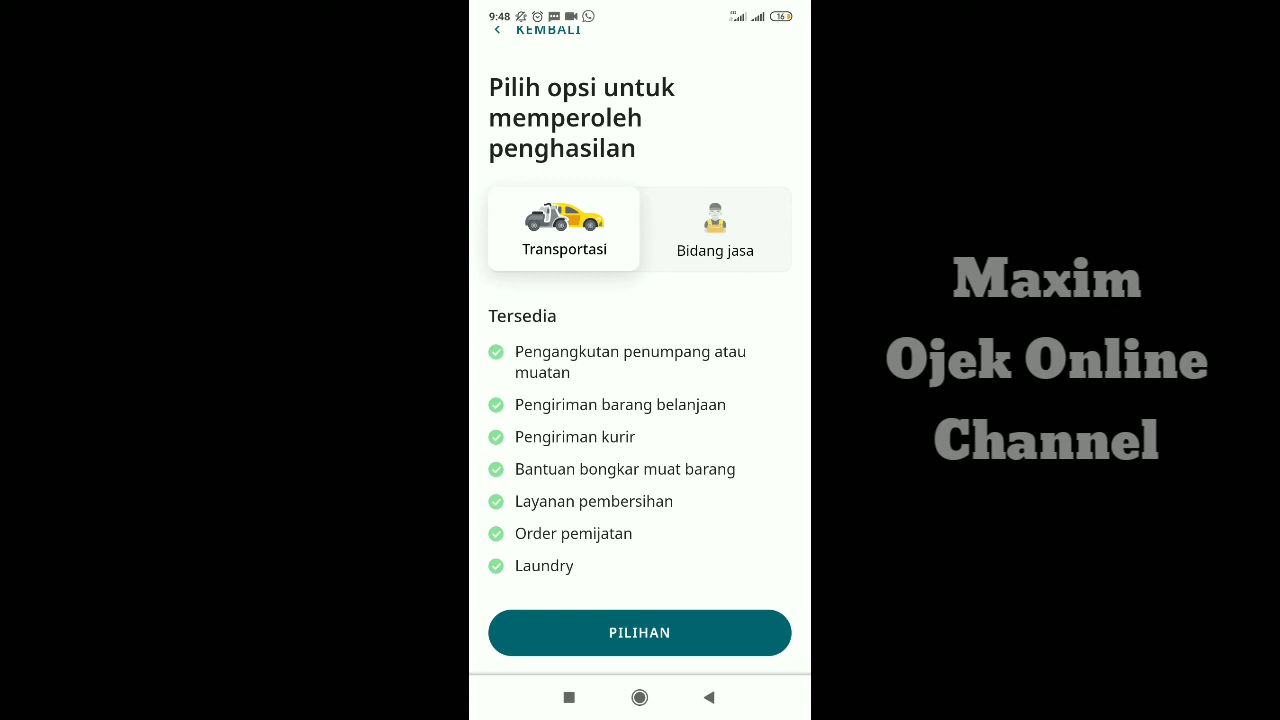 9:48
16
KEMBALI
Pilih opsi untuk
memperoleh
penghasilan
Transportasi
Bidang jasa
Tersedia
Pengangkutan penumpang atau
muatan
Pengiriman barang belanjaan
Pengiriman kurir
Bantuan bongkar muat barang
Layanan pembersihan
Order pemijatan
Laundry
PILIHAN
Maxim
Ojek Online
Channel